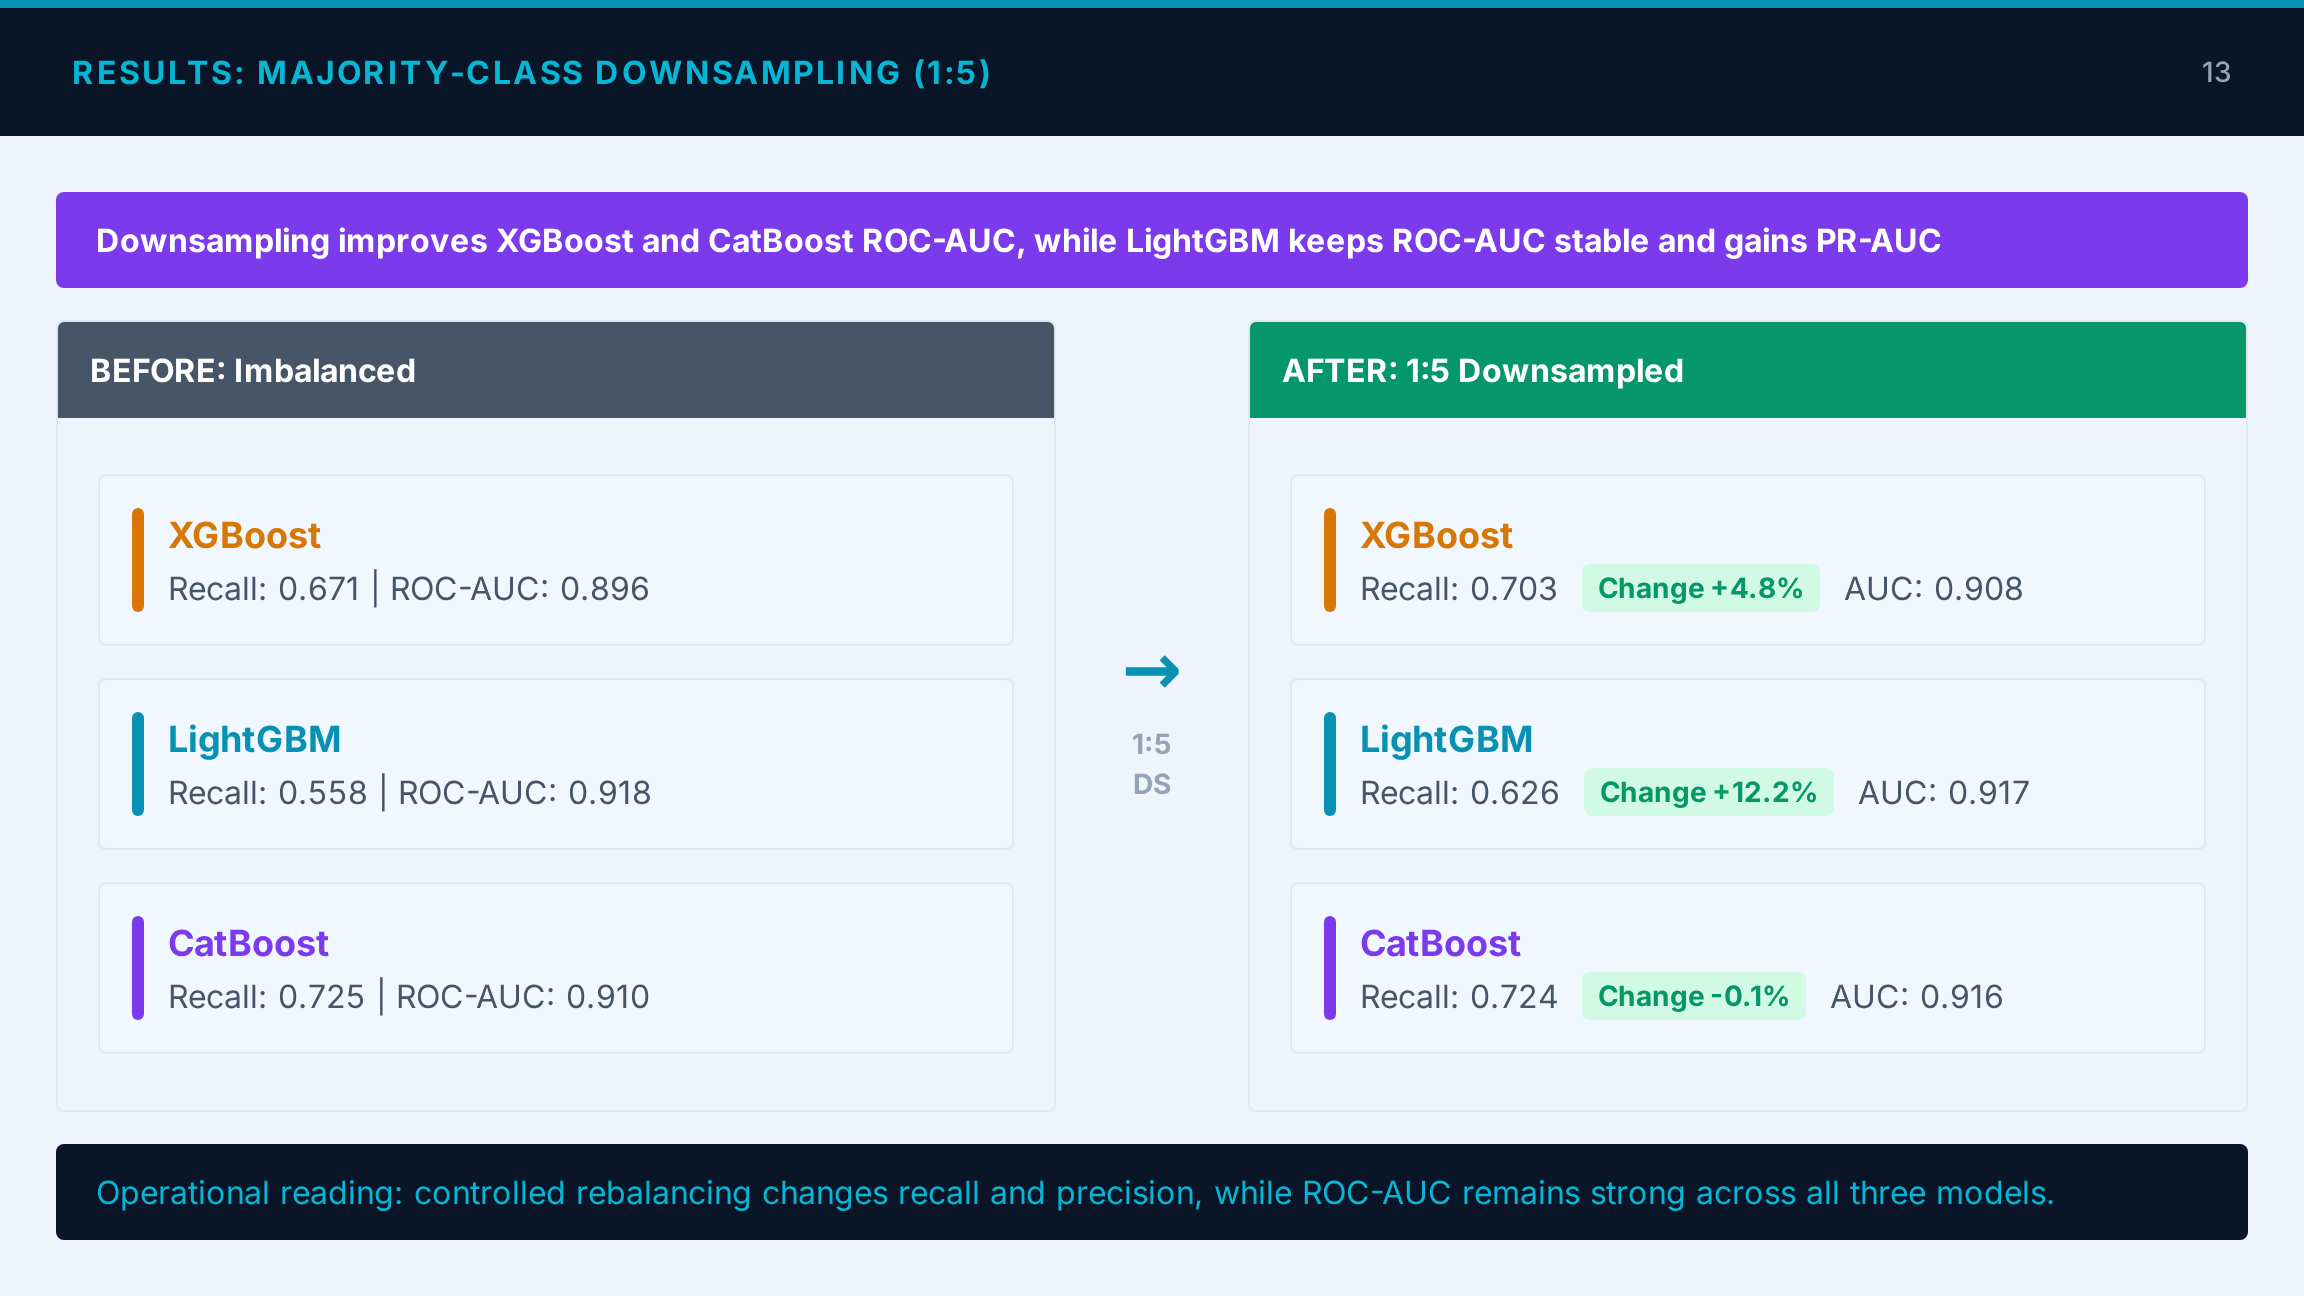 RESULTS: MAJORITY-CLASS DOWNSAMPLING (1:5)
13
Downsampling improves XGBoost and CatBoost ROC-AUC, while LightGBM keeps ROC-AUC stable and gains PR-AUC
BEFORE: Imbalanced
XGBoost
Recall: 0.671 | ROC-AUC: 0.896
LightGBM
Recall: 0.558 | ROC-AUC: 0.918
CatBoost
Recall: 0.725 | ROC-AUC: 0.910
→
1:5
DS
AFTER: 1:5 Downsampled
XGBoost
Recall: 0.703 Change +4.8% AUC: 0.908
LightGBM
Recall: 0.626 Change +12.2% AUC: 0.917
CatBoost
Recall: 0.724 Change -0.1% AUC: 0.916
Operational reading: controlled rebalancing changes recall and precision, while ROC-AUC remains strong across all three models.